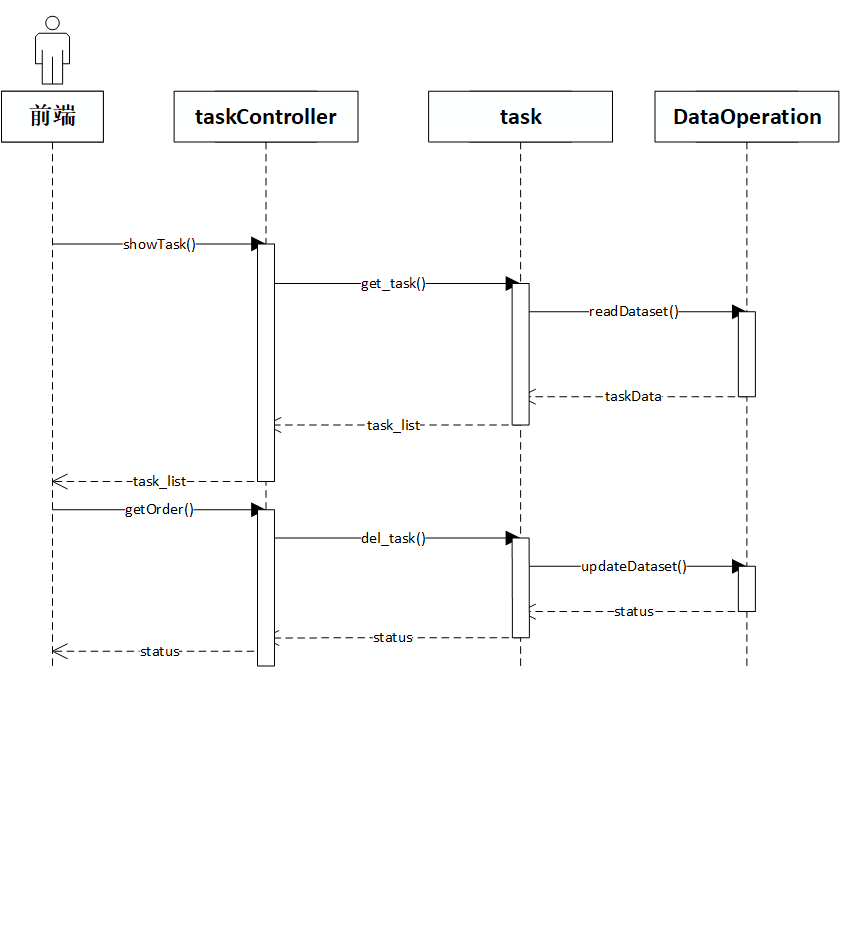 前端
taskController
task
DataOperation
showTask()
get_task()
readDataset()
taskData
task_list
task_list
getOrder()
del_task()
updateDataset()
status
status
status